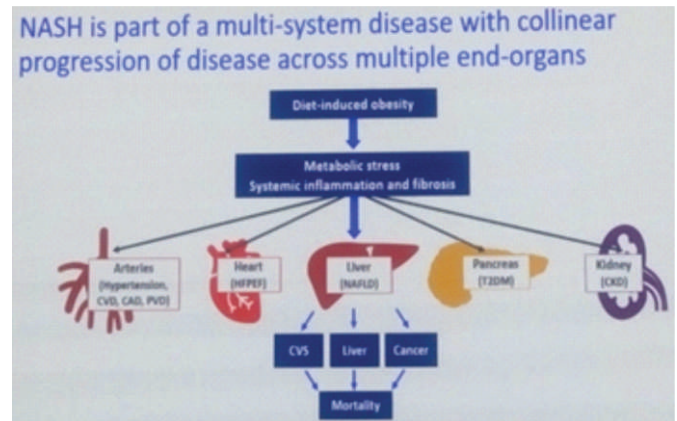 NASH is part of a multi-system disease with collinear
progression of disease across multiple end-organs
Diet-induced obesity
Metabolic stress
Systemic inflammation and fibrosis
Arteries
(Hypertension,
CVD, CAD, PVD)
Heart
(HFPEF)
Liver
(NAFLD)
Pancreas
(T2DM)
Kidney
(CKD)
CVS
Liver
Cancer
Mortality